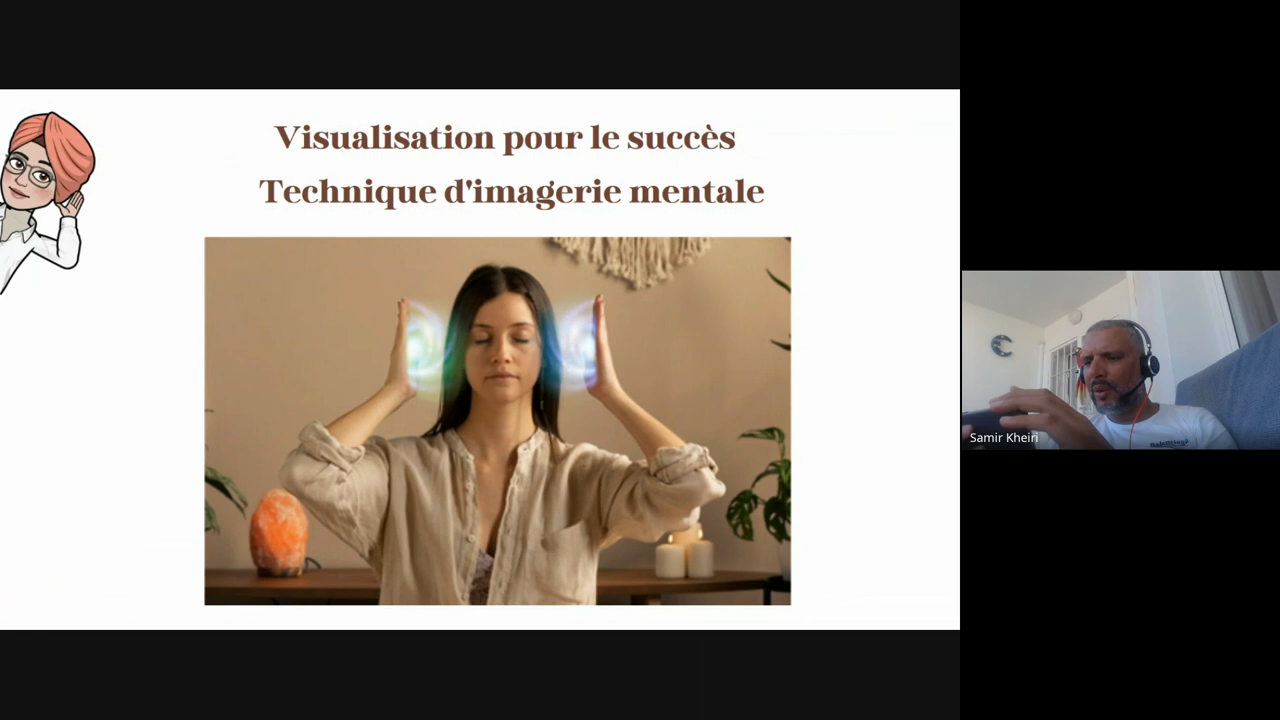 Visualisation pour le succès
Technique d'imagerie mentale
Samir Kheiri